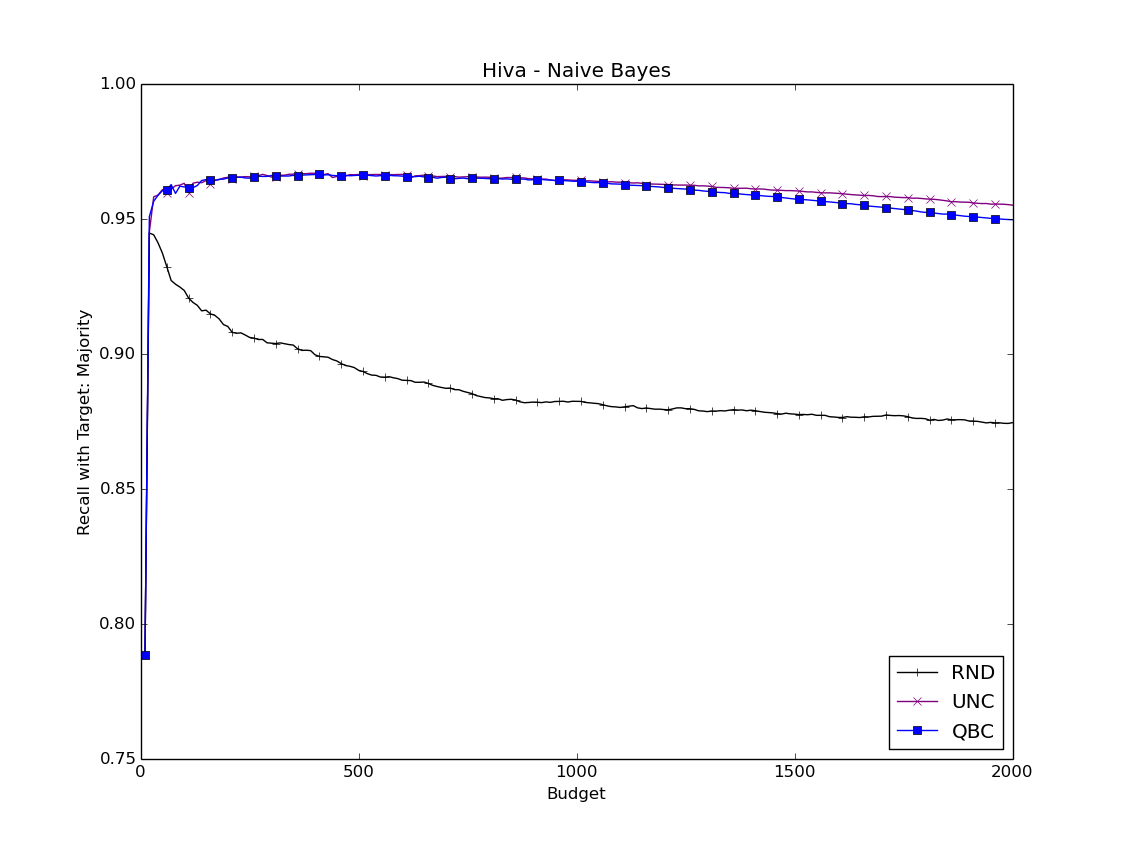 Hiva - Naive Bayes
1.00
0.95
0.90
0.85
0.80
0.75
Recall with Target: Majority
0
500
1000
1500
2000
Budget
RND
UNC
QBC